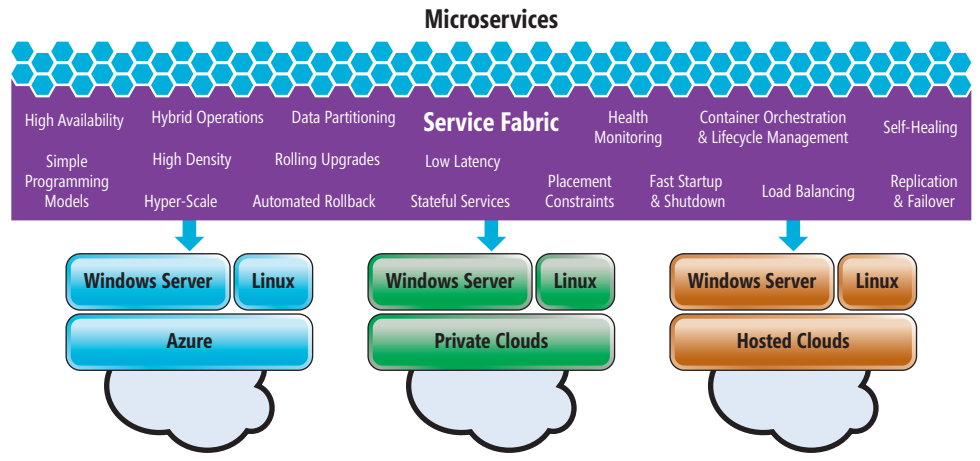 Microservices
High Availability
Hybrid Operations
Data Partitioning
Service Fabric
Health
Monitoring
Container Orchestration
& Lifecycle Management
Self-Healing
Simple
Programming
Models
High Density
Rolling Upgrades
Low Latency
Hyper-Scale
Automated Rollback
Stateful Services
Placement
Constraints
Fast Startup
& Shutdown
Load Balancing
Replication
& Failover
Windows Server
Linux
Windows Server
Linux
Windows Server
Linux
Azure
Private Clouds
Hosted Clouds